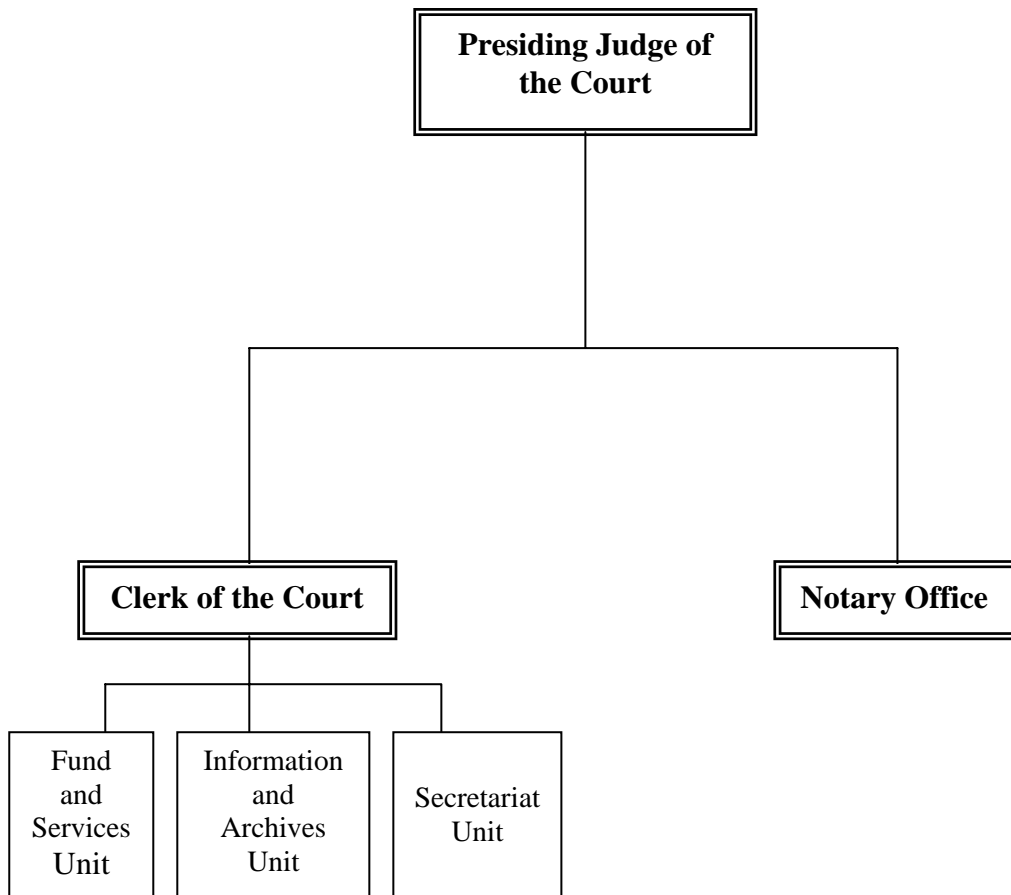 Presiding Judge of
the Court
Clerk of the Court
Notary Office
Fund
and
Services
Unit
Information
and
Archives
Unit
Secretariat
Unit